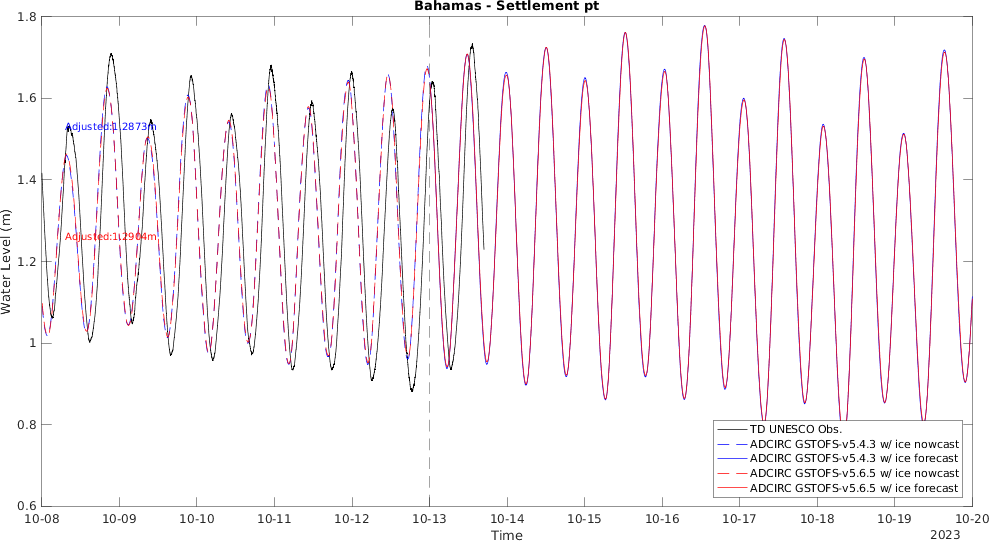 Bahamas - Settlement pt
1.8
1.6
1.4
1.2
1
0.8
0.6
Water Level (m)
Adjusted:1.2873m
Adjusted:1.2904m
TD UNESCO Obs.
ADCIRC GSTOFS-v5.4.3 w/ ice nowcast
ADCIRC GSTOFS-v5.4.3 w/ ice forecast
ADCIRC GSTOFS-v5.6.5 w/ ice nowcast
ADCIRC GSTOFS-v5.6.5 w/ ice forecast
10-08 10-09 10-10 10-11 10-12 10-13 10-14 10-15 10-16 10-17 10-18 10-19 10-20
Time
2023